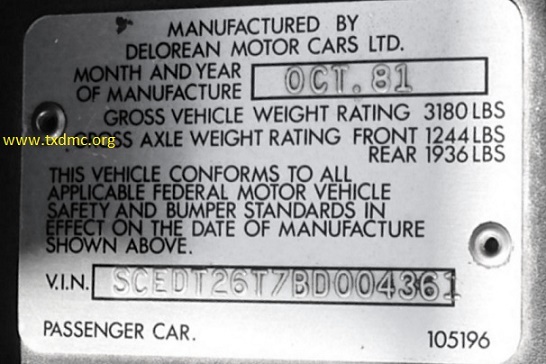 MANUFACTURED BY
DELOREAN MOTOR CARS LTD.
MONTH AND YEAR
OF MANUFACTURE OCT. 81
GROSS VEHICLE WEIGHT RATING 3180 LBS
www.txdmc.org
GROSS AXLE WEIGHT RATING FRONT 1244 LBS
REAR 1936 LBS
THIS VEHICLE CONFORMS TO ALL
APPLICABLE FEDERAL MOTOR VEHICLE
SAFETY AND BUMPER STANDARDS IN
EFFECT ON THE DATE OF MANUFACTURE
SHOWN ABOVE.
V.I.N. SCEDT26T7BD004361
PASSENGER CAR. 105196